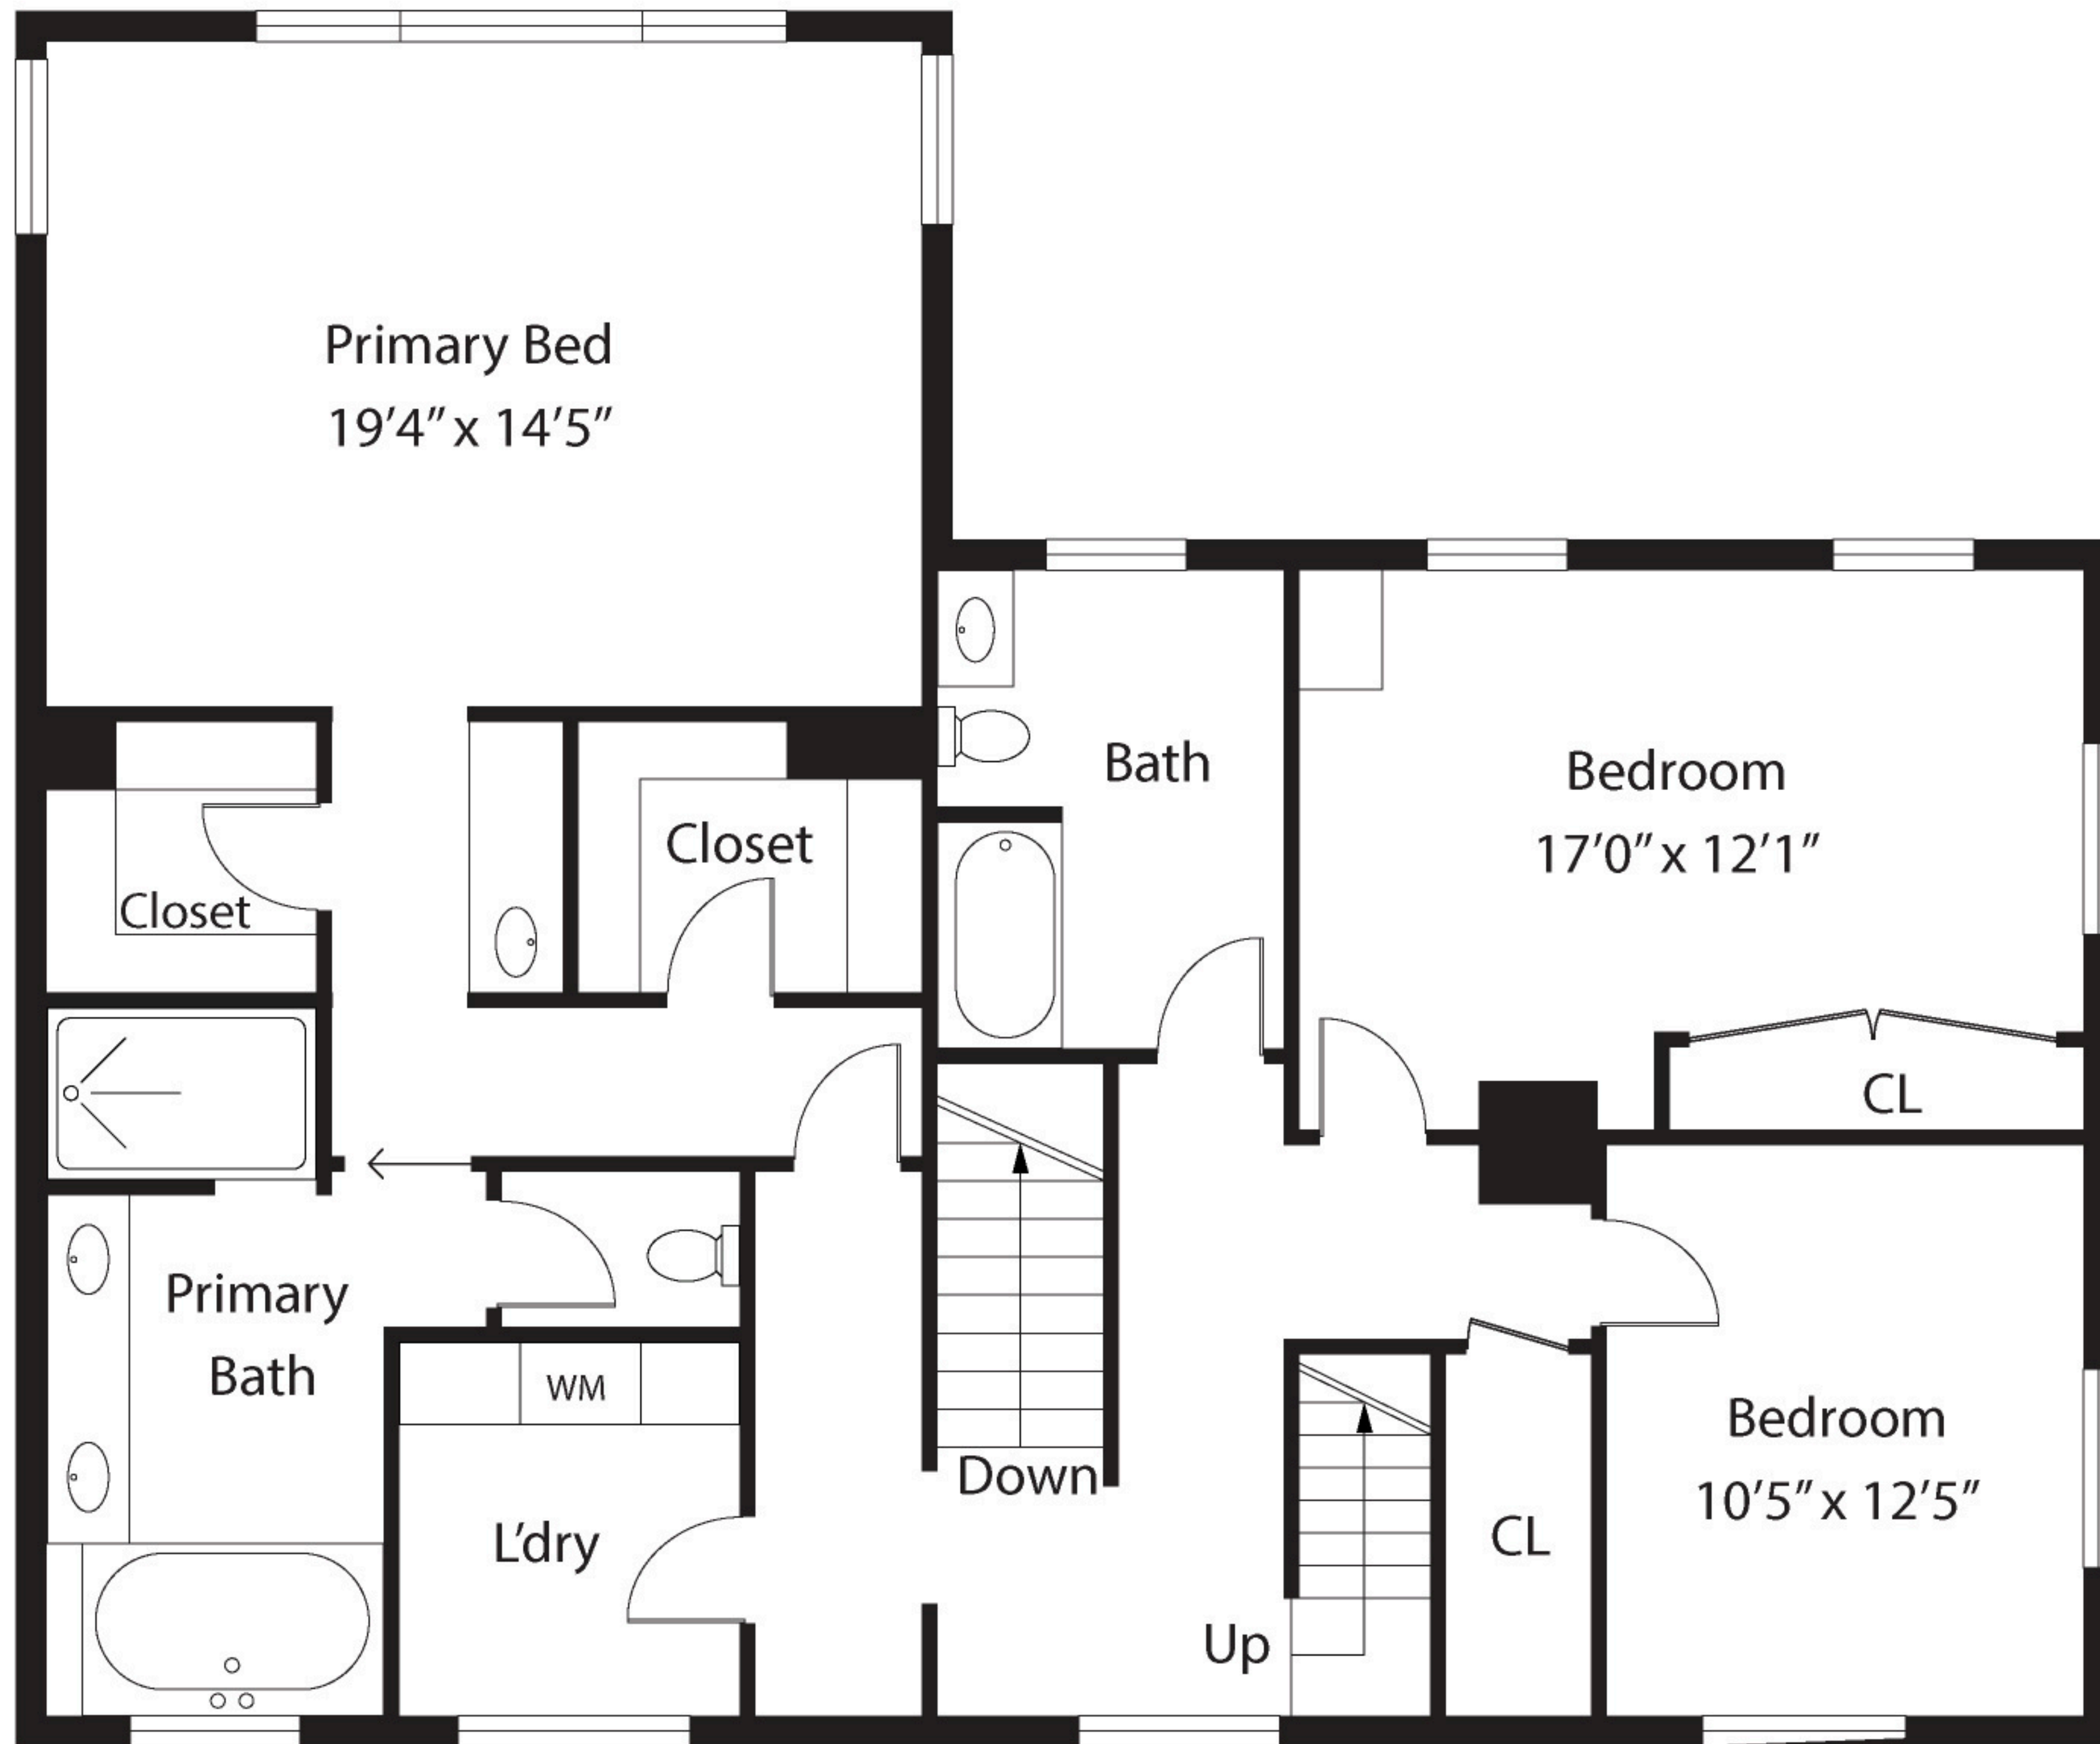 Primary Bed
19′4″ x 14′5″
Bath
Bedroom
17′0″ x 12′1″
Closet
Closet
CL
Primary
Bath
WM
L’dry
Down
Up
CL
Bedroom
10′5″ x 12′5″